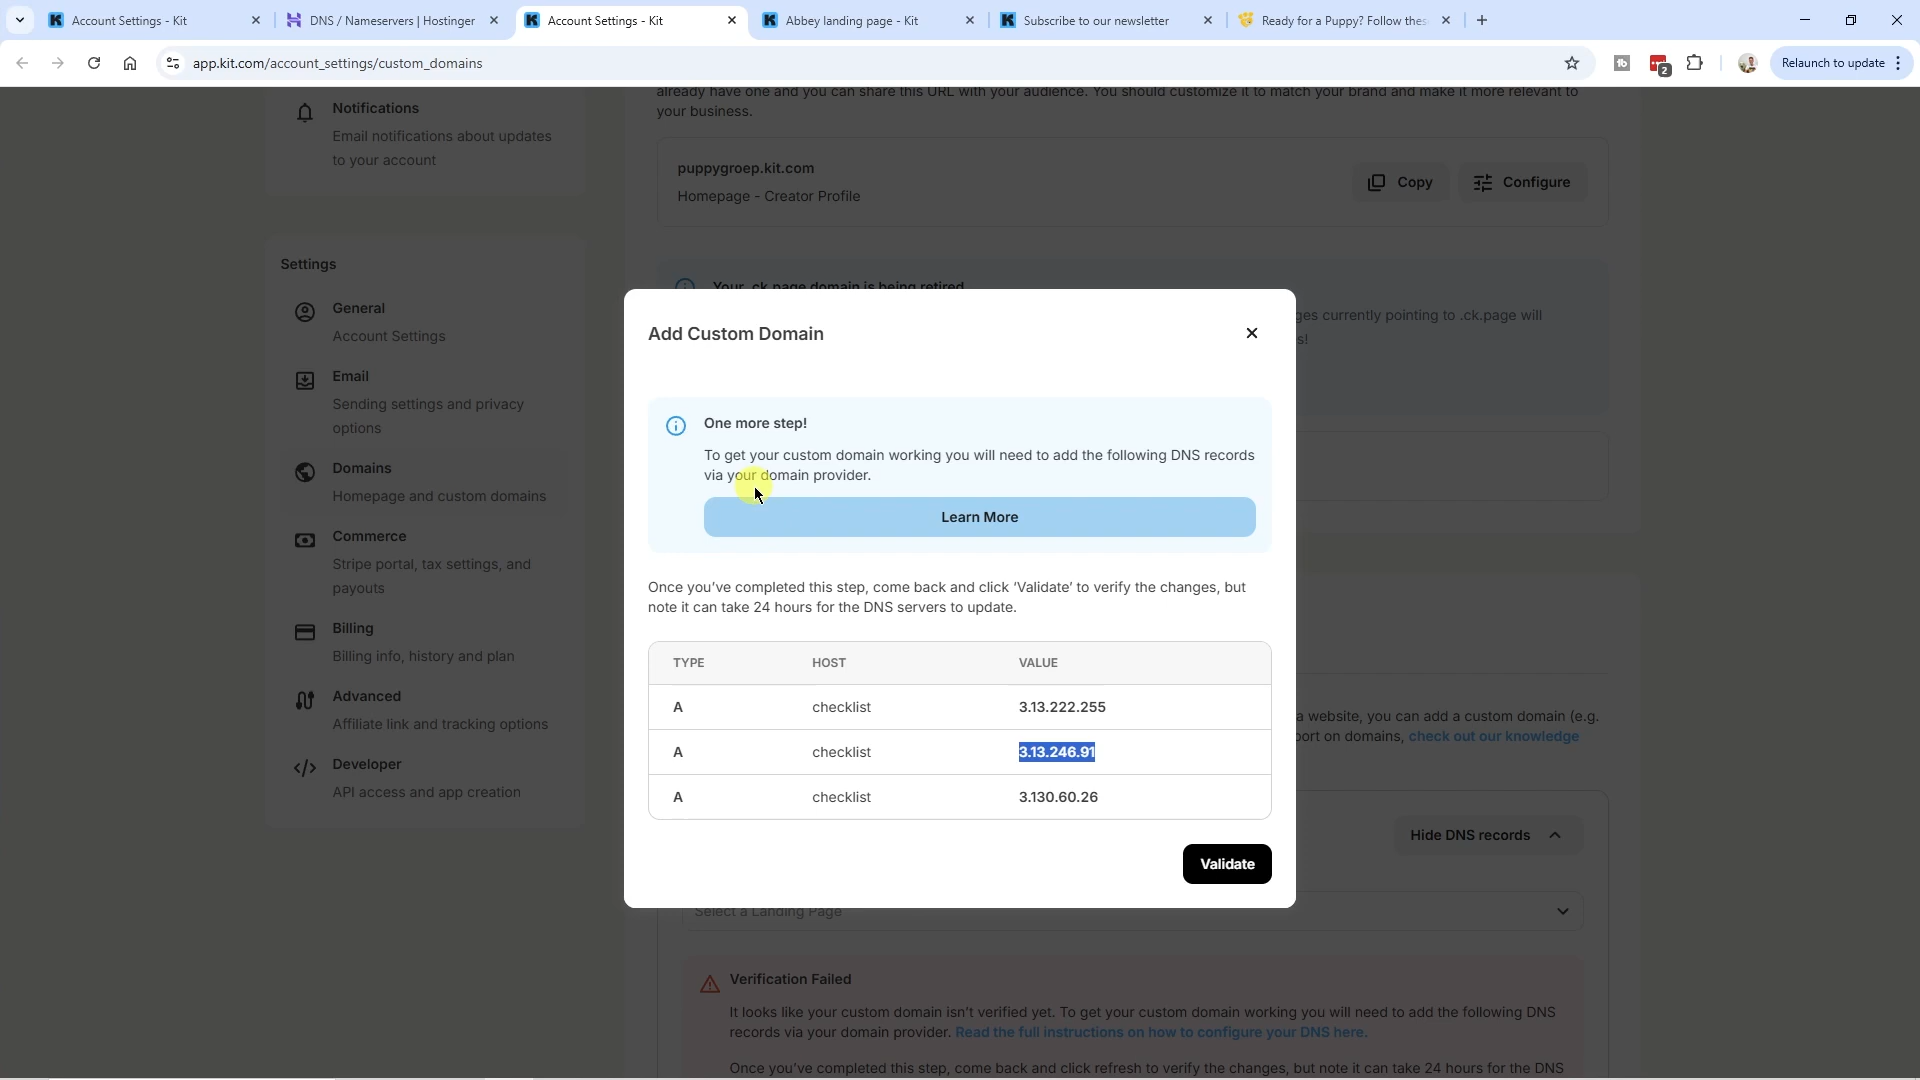 Account Settings - Kit
DNS / Nameservers | Hostinger
Account Settings - Kit
Abbey landing page - Kit
Subscribe to our newsletter
Ready for a Puppy? Follow thes
app.kit.com/account_settings/custom_domains
2
Relaunch to update
Notifications
Email notifications about updates
to your account
Settings
General
Account Settings
Email
Sending settings and privacy
options
Domains
Homepage and custom domains
Commerce
Stripe portal, tax settings, and
payouts
Billing
Billing info, history and plan
Advanced
Affiliate link and tracking options
Developer
API access and app creation
already have one and you can share this URL with your audience. You should customize it to match your brand and make it more relevant to
your business.
puppygroep.kit.com
Homepage - Creator Profile
Copy
Configure
Your .ck.page domain is being retired
ges currently pointing to .ck.page will
s!
Add Custom Domain
One more step!
To get your custom domain working you will need to add the following DNS records
via your domain provider.
Learn More
Once you've completed this step, come back and click ‘Validate’ to verify the changes, but
note it can take 24 hours for the DNS servers to update.
TYPE HOST VALUE
A checklist 3.13.222.255
A checklist 3.13.246.91
A checklist 3.130.60.26
Validate
a website, you can add a custom domain (e.g.
port on domains, check out our knowledge
Hide DNS records
Select a Landing Page
Verification Failed
It looks like your custom domain isn't verified yet. To get your custom domain working you will need to add the following DNS
records via your domain provider. Read the full instructions on how to configure your DNS here.
Once you've completed this step, come back and click refresh to verify the changes, but note it can take 24 hours for the DNS